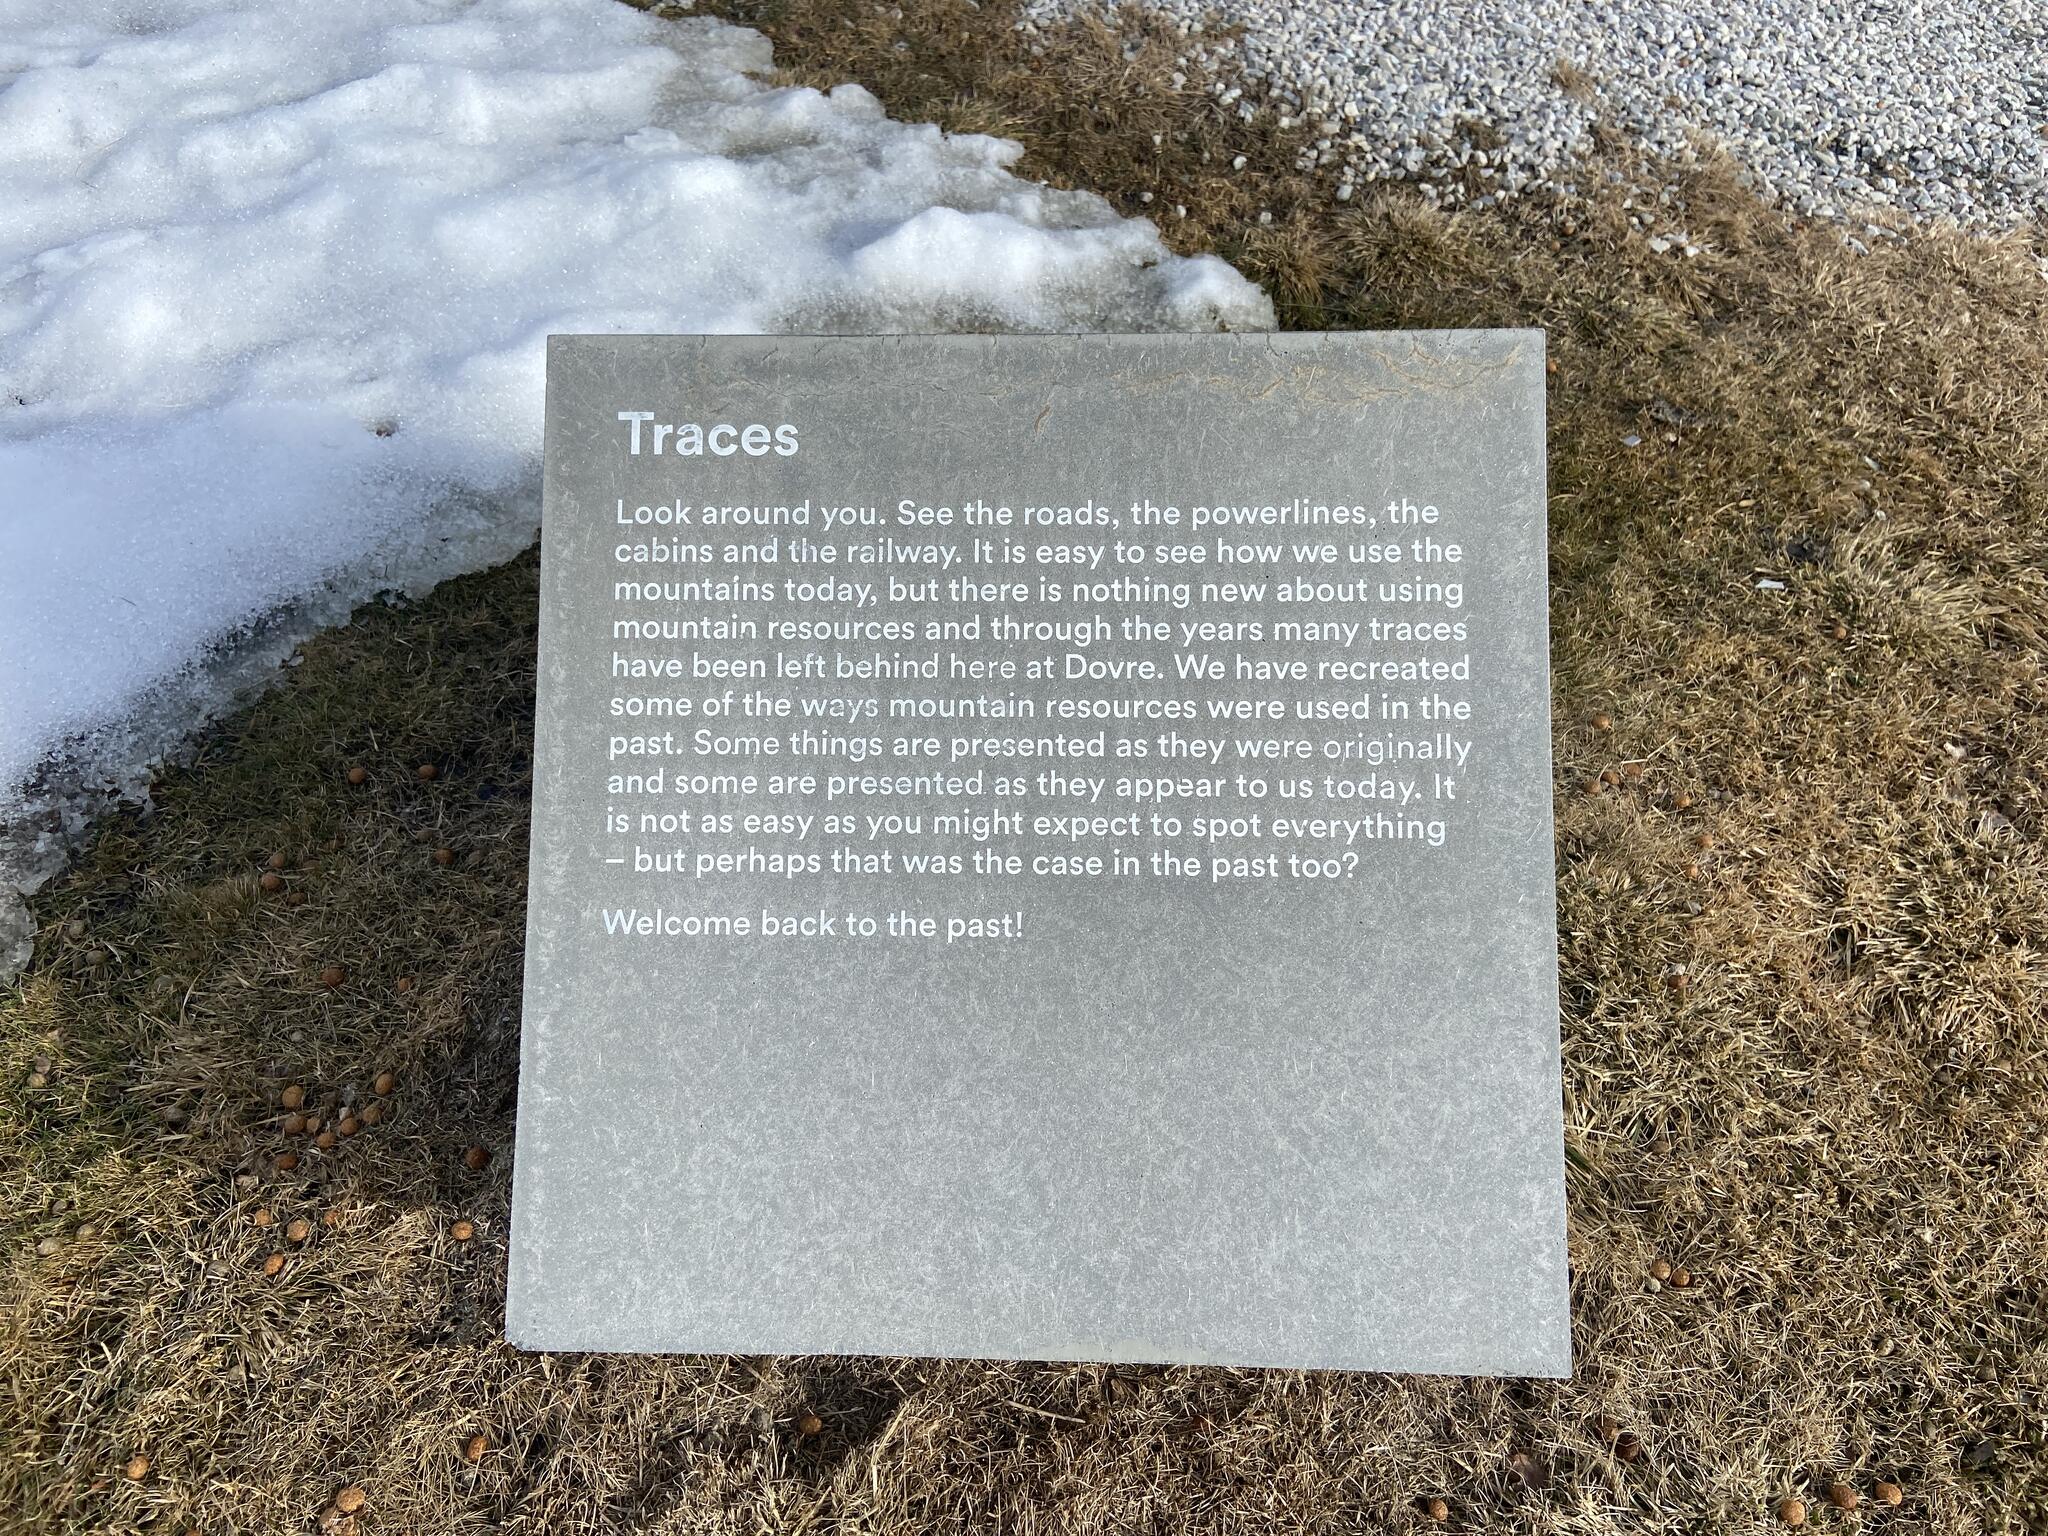 Traces
Look around you. See the roads, the powerlines, the
cabins and the railway. It is easy to see how we use the
mountains today, but there is nothing new about using
mountain resources and through the years many traces
have been left behind here at Dovre. We have recreated
some of the ways mountain resources were used in the
past. Some things are presented as they were originally
and some are presented as they appear to us today. It
is not as easy as you might expect to spot everything
– but perhaps that was the case in the past too?
Welcome back to the past!